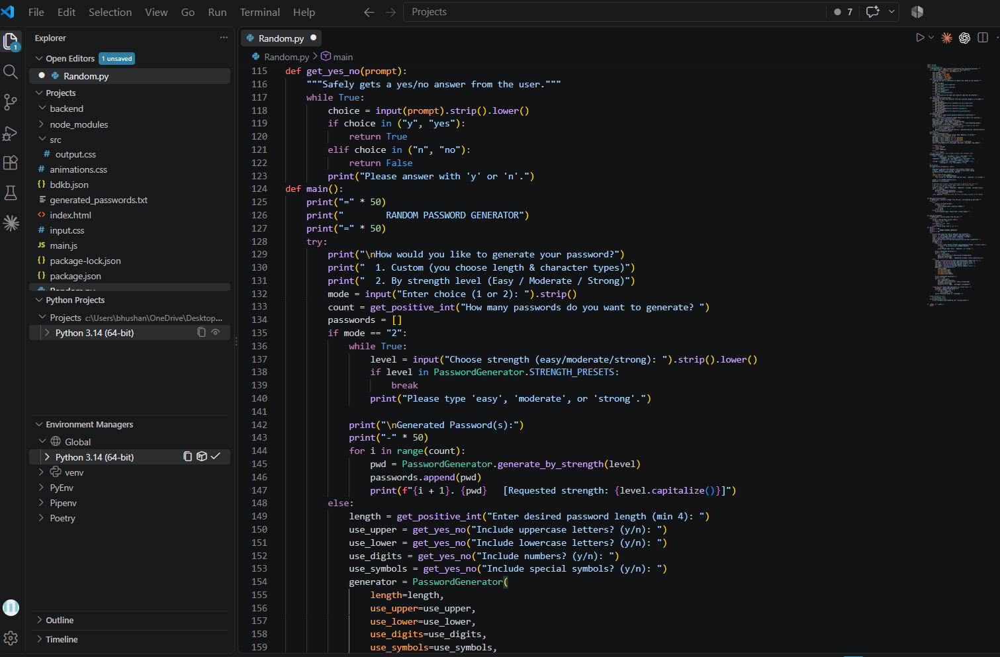 File Edit Selection View Go Run Terminal Help
Projects
7
Explorer
Open Editors 1 unsaved
Random.py
Projects
backend
node_modules
src
# output.css
# animations.css
{} bdkb.json
generated_passwords.txt
<> index.html
# input.css
JS main.js
{} package-lock.json
{} package.json
Random.py
Python Projects
Projects c:\Users\bhushan\OneDrive\Desktop...
Python 3.14 (64-bit)
Environment Managers
Global
Python 3.14 (64-bit)
venv
PyEnv
Pipenv
Poetry
Outline
Timeline
1
Random.py
Random.py > main
115 def get_yes_no(prompt):
116     """Safely gets a yes/no answer from the user."""
117     while True:
118         choice = input(prompt).strip().lower()
119         if choice in ("y", "yes"):
120             return True
121         elif choice in ("n", "no"):
122             return False
123         print("Please answer with 'y' or 'n'.")
124 def main():
125     print("=" * 50)
126     print("        RANDOM PASSWORD GENERATOR")
127     print("=" * 50)
128     try:
129         print("\nHow would you like to generate your password?")
130         print("  1. Custom (you choose length & character types)")
131         print("  2. By strength level (Easy / Moderate / Strong)")
132         mode = input("Enter choice (1 or 2): ").strip()
133         count = get_positive_int("How many passwords do you want to generate? ")
134         passwords = []
135         if mode == "2":
136             while True:
137                 level = input("Choose strength (easy/moderate/strong): ").strip().lower()
138                 if level in PasswordGenerator.STRENGTH_PRESETS:
139                     break
140                 print("Please type 'easy', 'moderate', or 'strong'.")
141
142             print("\nGenerated Password(s):")
143             print("-" * 50)
144             for i in range(count):
145                 pwd = PasswordGenerator.generate_by_strength(level)
146                 passwords.append(pwd)
147                 print(f"{i + 1}. {pwd}   [Requested strength: {level.capitalize()}]")
148         else:
149             length = get_positive_int("Enter desired password length (min 4): ")
150             use_upper = get_yes_no("Include uppercase letters? (y/n): ")
151             use_lower = get_yes_no("Include lowercase letters? (y/n): ")
152             use_digits = get_yes_no("Include numbers? (y/n): ")
153             use_symbols = get_yes_no("Include special symbols? (y/n): ")
154             generator = PasswordGenerator(
155                 length=length,
156                 use_upper=use_upper,
157                 use_lower=use_lower,
158                 use_digits=use_digits,
159                 use_symbols=use_symbols,